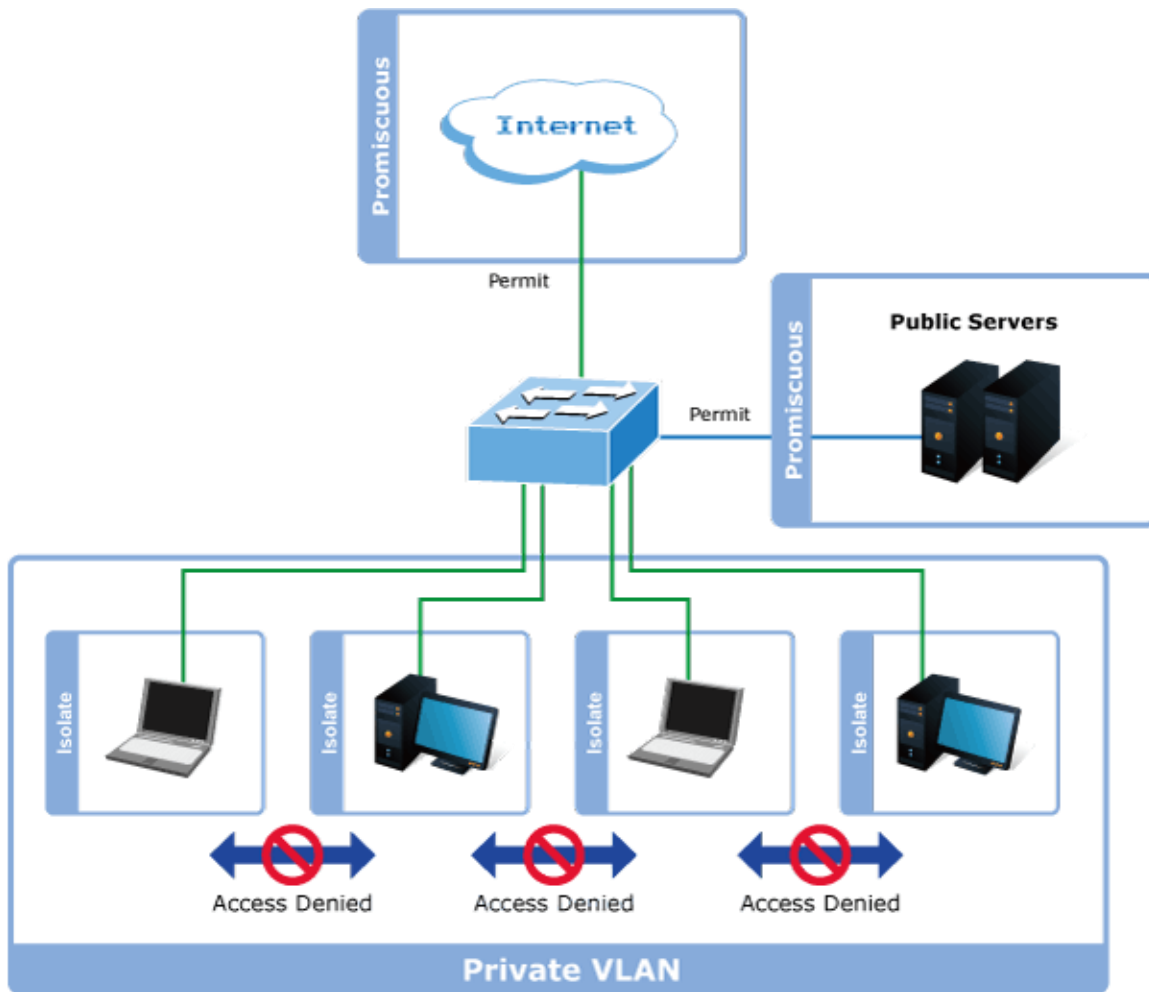 Promiscuous
Internet
Permit
Promiscuous
Public Servers
Permit
Isolate
Isolate
Isolate
Isolate
Access Denied
Access Denied
Access Denied
Private VLAN